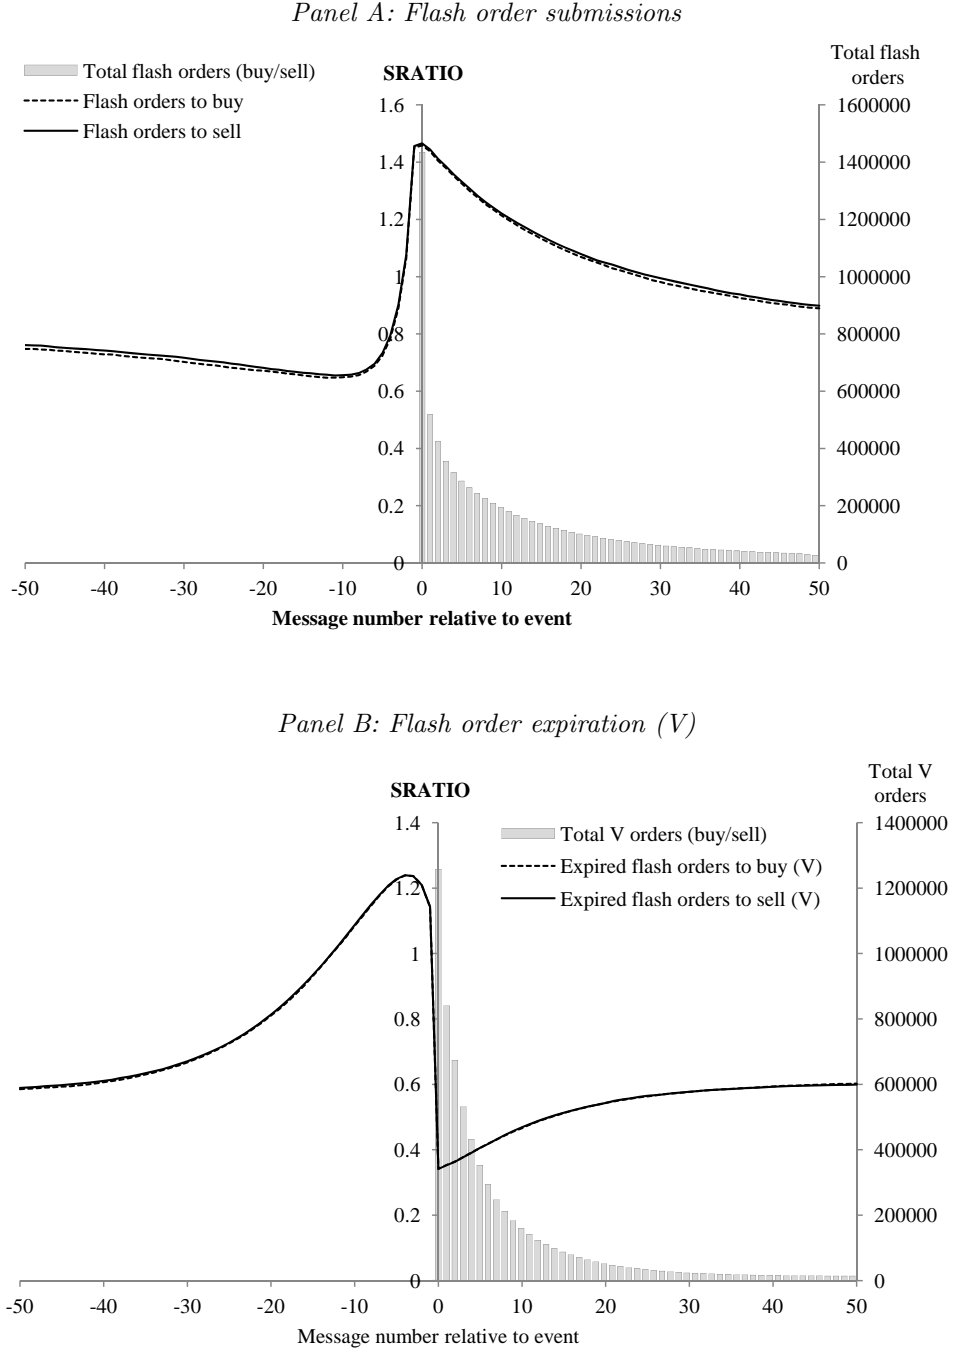 Panel A: Flash order submissions
Total flash orders (buy/sell)
Flash orders to buy
Flash orders to sell
SRATIO
Total flash
orders
1.6
1.4
1.2
1
0.8
0.6
0.4
0.2
0
1600000
1400000
1200000
1000000
800000
600000
400000
200000
0
-50 -40 -30 -20 -10 0 10 20 30 40 50
Message number relative to event
Panel B: Flash order expiration (V)
SRATIO
Total V
orders
Total V orders (buy/sell)
Expired flash orders to buy (V)
Expired flash orders to sell (V)
1.4
1.2
1
0.8
0.6
0.4
0.2
0
1400000
1200000
1000000
800000
600000
400000
200000
0
-50 -40 -30 -20 -10 0 10 20 30 40 50
Message number relative to event